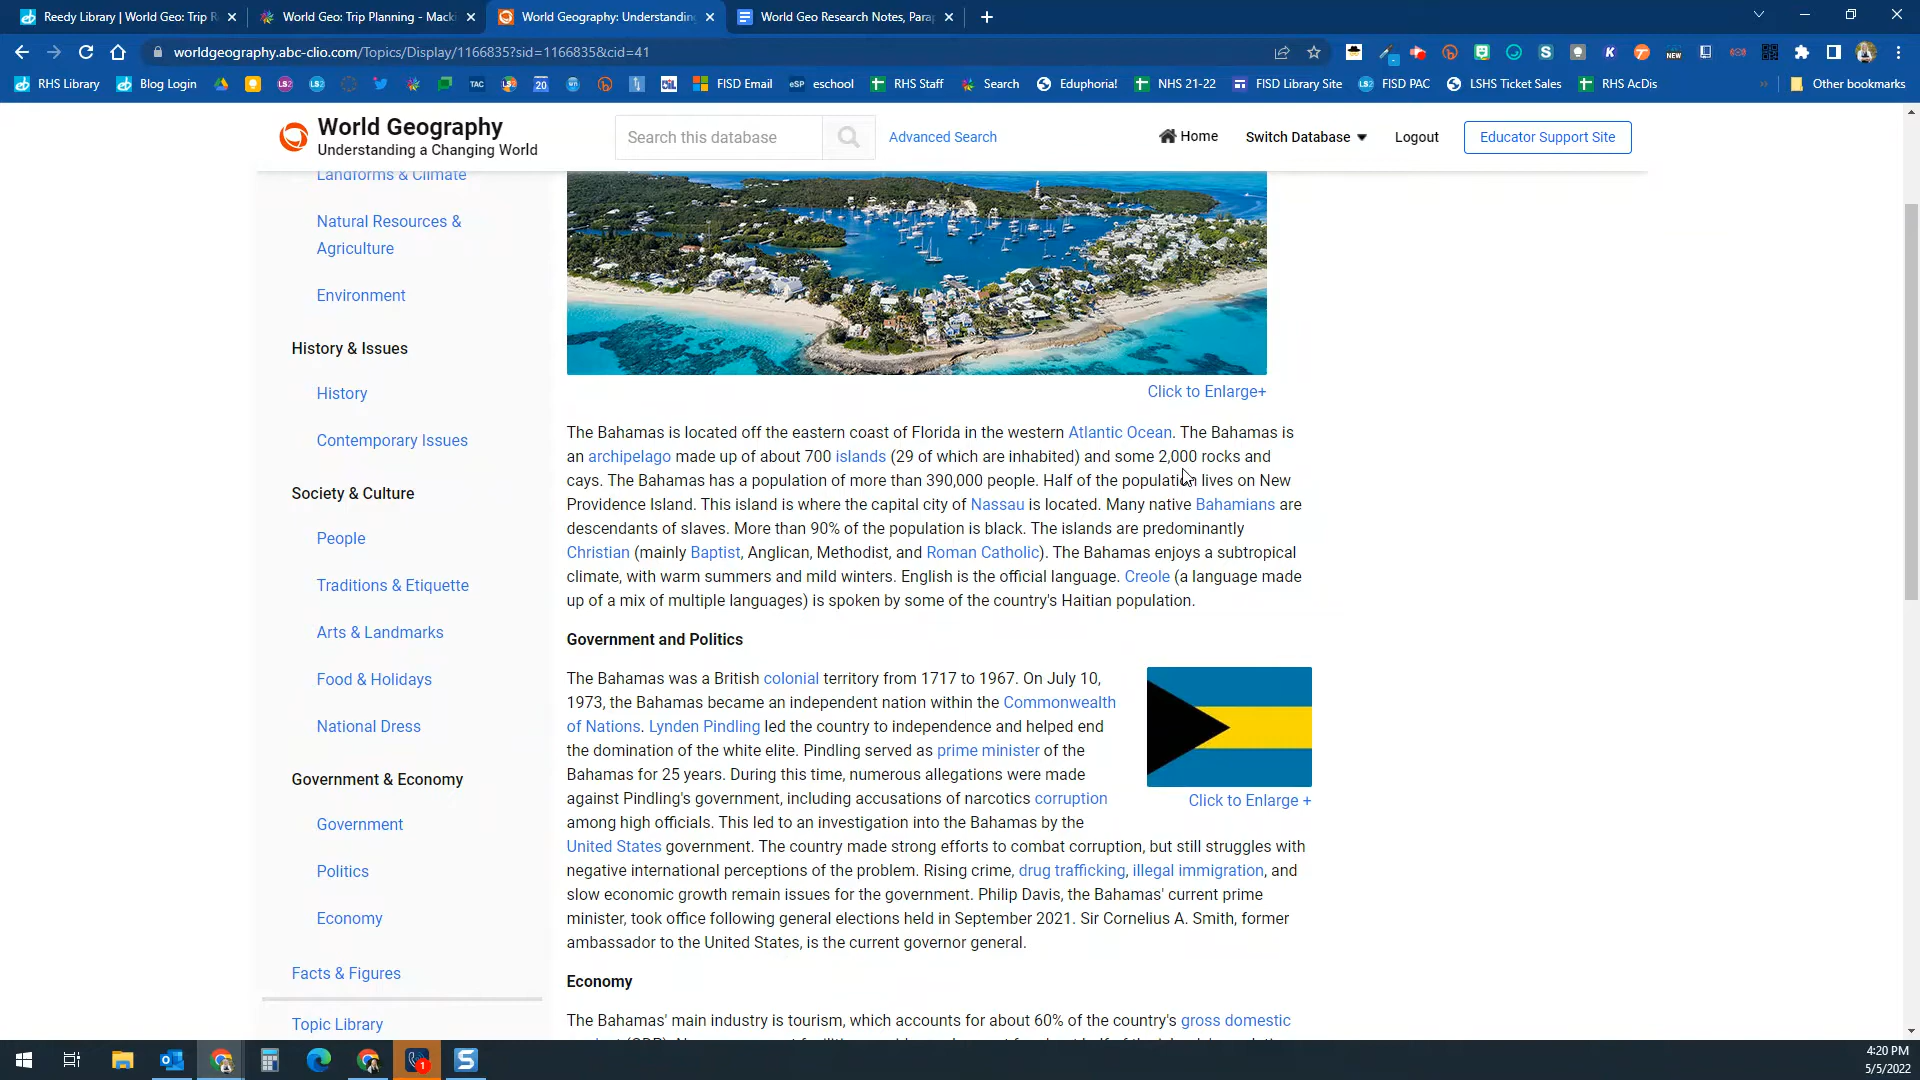 Reedy Library | World Geo: Trip R
World Geo: Trip Planning - Macki
World Geography: Understanding
World Geo Research Notes, Para
worldgeography.abc-clio.com/Topics/Display/1166835?sid=1166835&cid=41
RHS Library
Blog Login
FISD Email
eschool
RHS Staff
Search
Eduphoria!
NHS 21-22
FISD Library Site
FISD PAC
LSHS Ticket Sales
RHS AcDis
Other bookmarks
World Geography
Understanding a Changing World
Search this database
Advanced Search
Home
Switch Database
Logout
Educator Support Site
Landforms & Climate
Natural Resources &
Agriculture
Environment
History & Issues
History
Contemporary Issues
Society & Culture
People
Traditions & Etiquette
Arts & Landmarks
Food & Holidays
National Dress
Government & Economy
Government
Politics
Economy
Facts & Figures
Topic Library
Click to Enlarge+
The Bahamas is located off the eastern coast of Florida in the western Atlantic Ocean. The Bahamas is
an archipelago made up of about 700 islands (29 of which are inhabited) and some 2,000 rocks and
cays. The Bahamas has a population of more than 390,000 people. Half of the population lives on New
Providence Island. This island is where the capital city of Nassau is located. Many native Bahamians are
descendants of slaves. More than 90% of the population is black. The islands are predominantly
Christian (mainly Baptist, Anglican, Methodist, and Roman Catholic). The Bahamas enjoys a subtropical
climate, with warm summers and mild winters. English is the official language. Creole (a language made
up of a mix of multiple languages) is spoken by some of the country's Haitian population.
Government and Politics
The Bahamas was a British colonial territory from 1717 to 1967. On July 10,
1973, the Bahamas became an independent nation within the Commonwealth
of Nations. Lynden Pindling led the country to independence and helped end
the domination of the white elite. Pindling served as prime minister of the
Bahamas for 25 years. During this time, numerous allegations were made
against Pindling's government, including accusations of narcotics corruption
among high officials. This led to an investigation into the Bahamas by the
United States government. The country made strong efforts to combat corruption, but still struggles with
negative international perceptions of the problem. Rising crime, drug trafficking, illegal immigration, and
slow economic growth remain issues for the government. Philip Davis, the Bahamas' current prime
minister, took office following general elections held in September 2021. Sir Cornelius A. Smith, former
ambassador to the United States, is the current governor general.
Click to Enlarge +
Economy
The Bahamas' main industry is tourism, which accounts for about 60% of the country's gross domestic
4:20 PM
5/5/2022